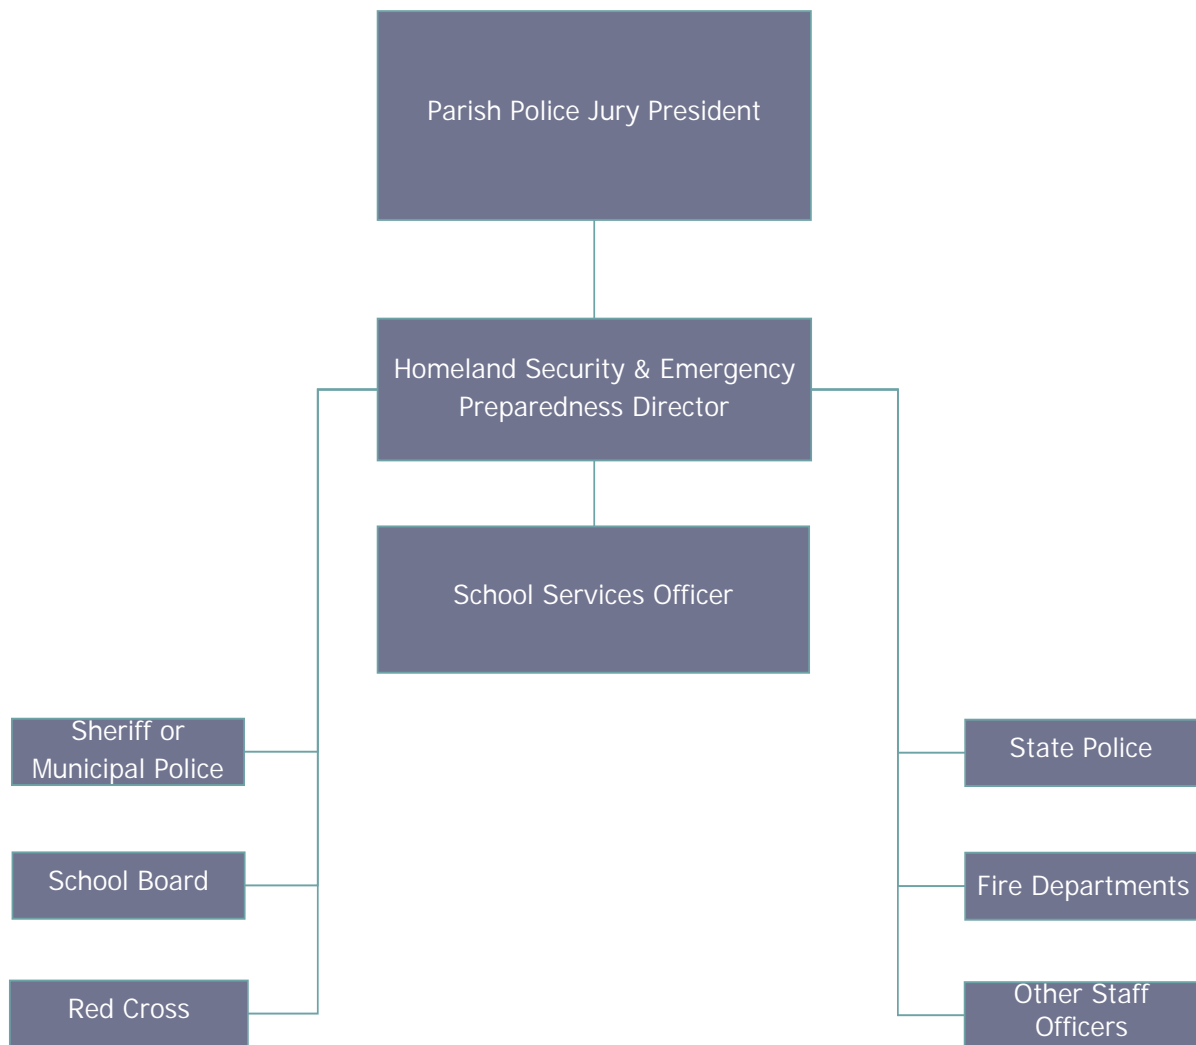 Parish Police Jury President
Homeland Security & Emergency
Preparedness Director
School Services Officer
Sheriff or
Municipal Police
State Police
School Board
Fire Departments
Red Cross
Other Staff
Officers